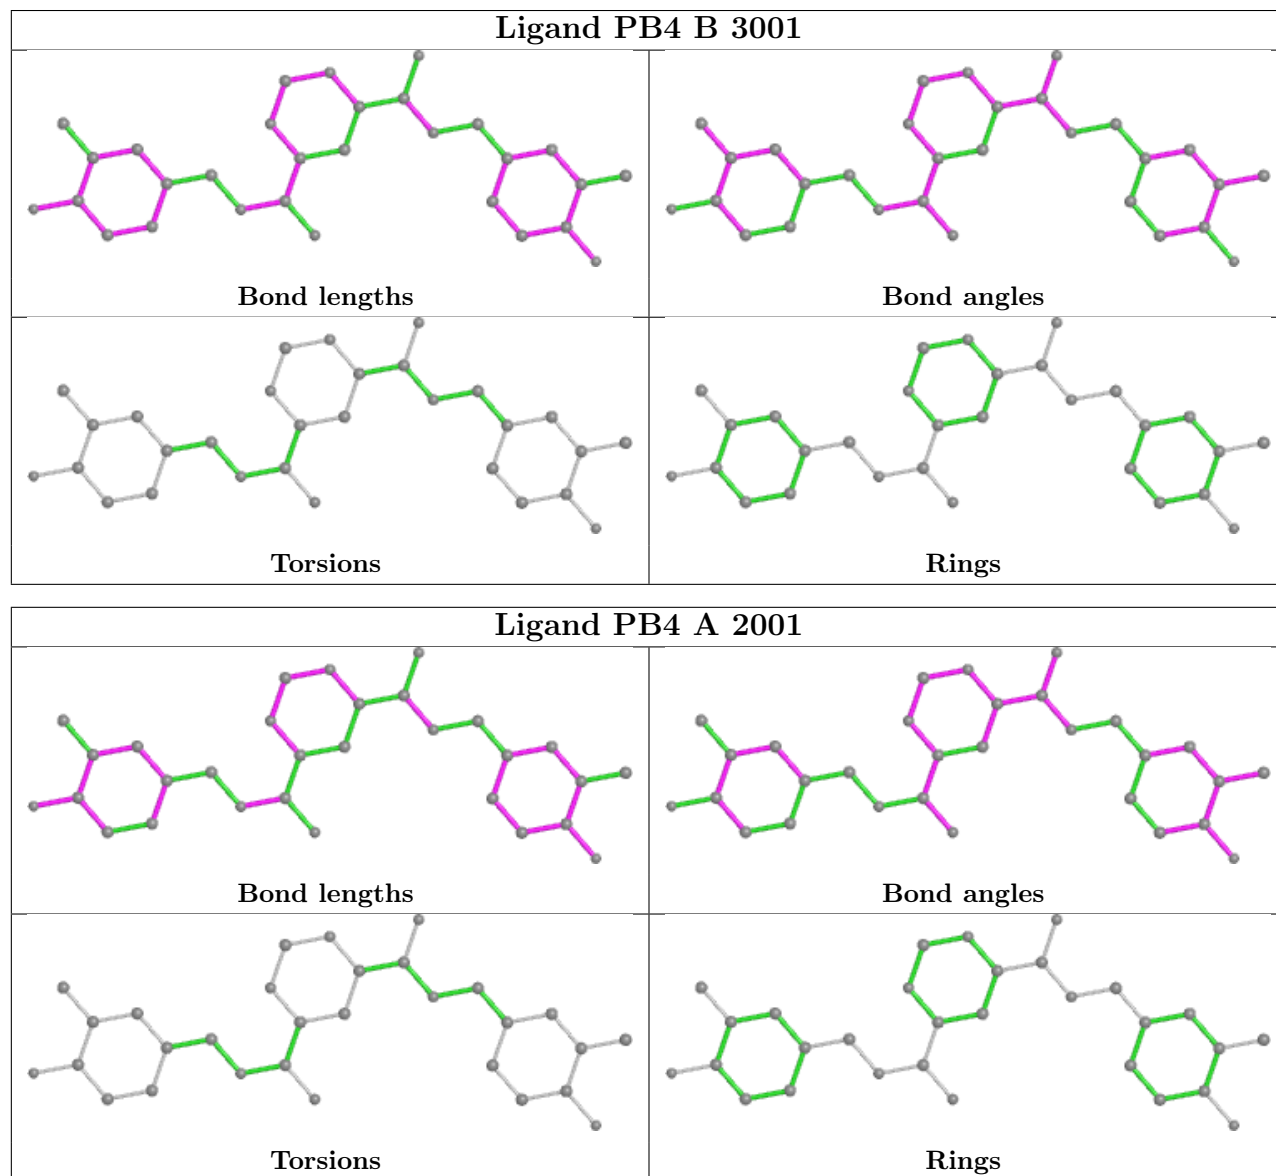 Ligand PB4 B 3001
Bond lengths
Bond angles
Torsions
Rings
Ligand PB4 A 2001
Bond lengths
Bond angles
Torsions
Rings